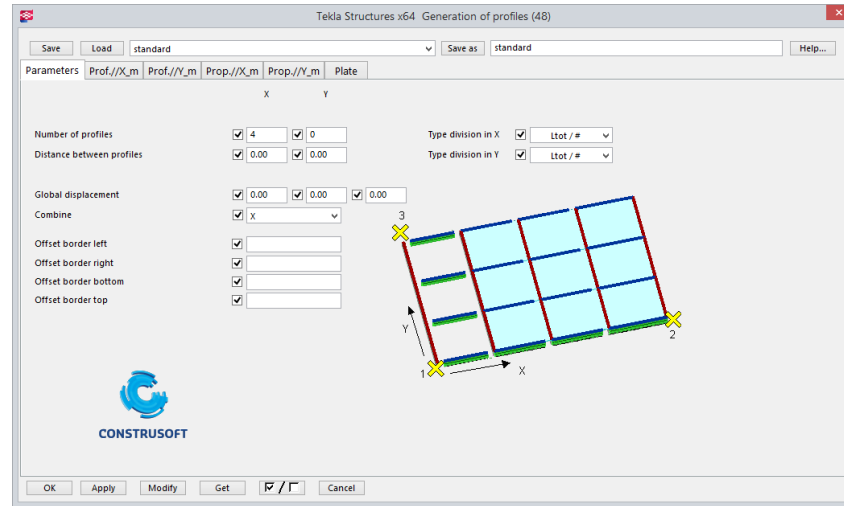 Tekla Structures x64 Generation of profiles (48)
Save Load standard Save as standard Help...
Parameters Prof.//X_m Prof.//Y_m Prop.//X_m Prop.//Y_m Plate
X Y
Number of profiles 4 0 Type division in X Ltot / #
Distance between profiles 0.00 0.00 Type division in Y Ltot / #
Global displacement 0.00 0.00 0.00
Combine X
3
Offset border left
Offset border right
Offset border bottom
Offset border top
Y
2
1 X
CONSTRUSOFT
OK Apply Modify Get / Cancel